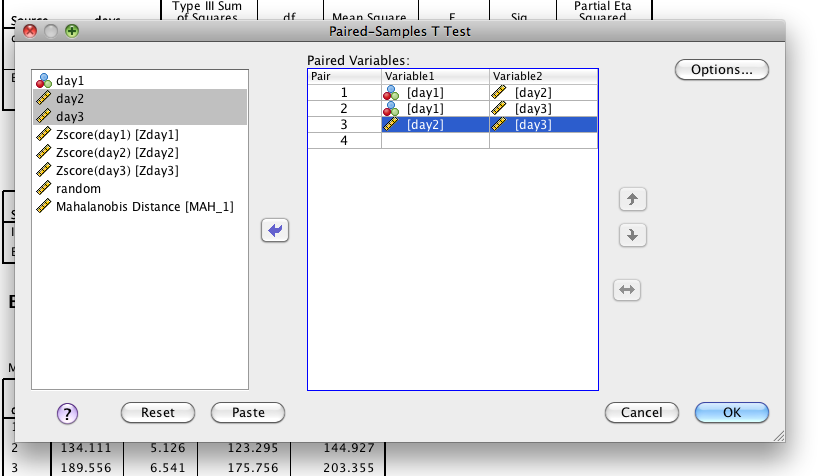 Type III Sum
Partial Eta
Source days of Squares df Mean Square F Sig. Squared
Paired-Samples T Test
Paired Variables:
Options...
Pair Variable1 Variable2
day1
day2
day3
Zscore(day1) [Zday1]
Zscore(day2) [Zday2]
Zscore(day3) [Zday3]
random
Mahalanobis Distance [MAH_1]
1 [day1] [day2]
2 [day1] [day3]
3 [day2] [day3]
4
? Reset Paste Cancel OK
2 134.111 5.126 123.295 144.927
3 189.556 6.541 175.756 203.355